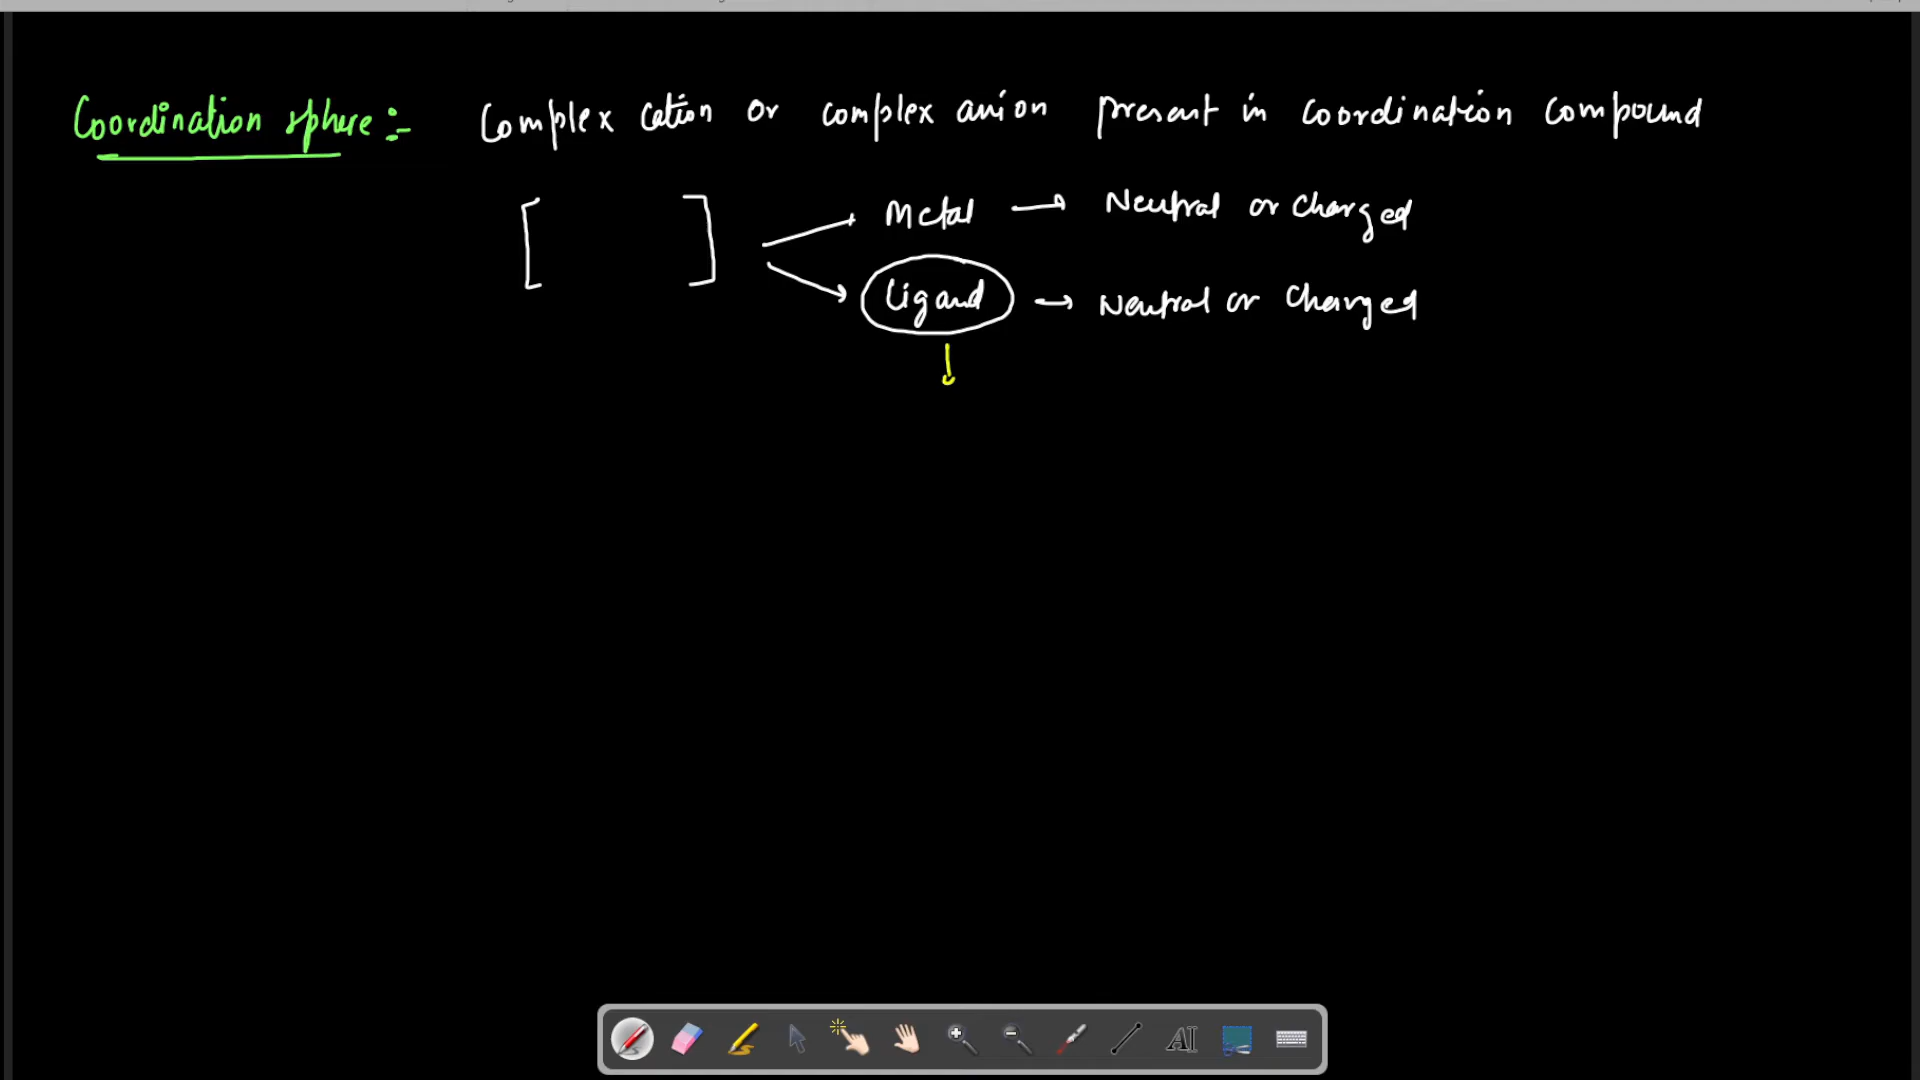 Coordination sphere:- Complex cation or complex anion present in coordination compound
[ ] Metal → Neutral or charged
Ligand → Neutral or charged
AI